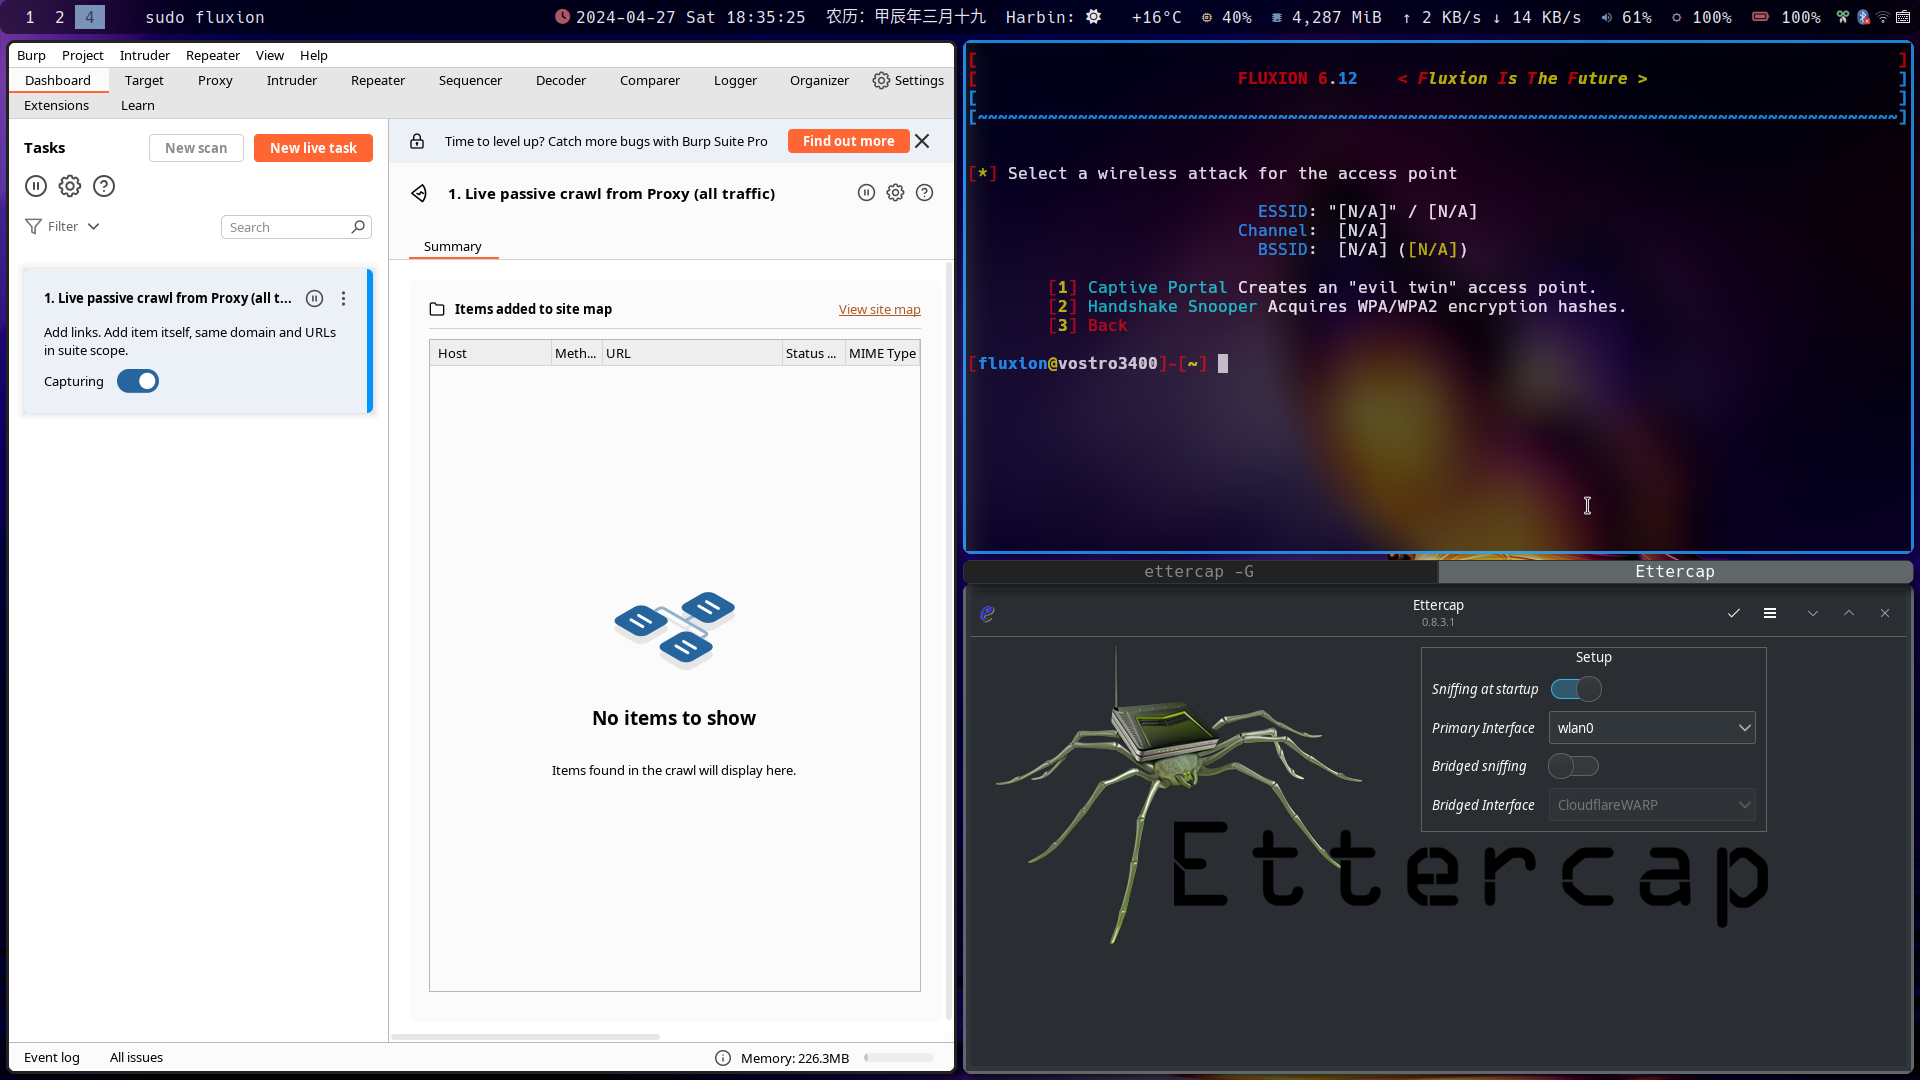 1 2 4 sudo fluxion 2024-04-27 Sat 18:35:25 农历: 甲辰年三月十九 Harbin: +16°C 40% 4,287 MiB ↑ 2 KB/s ↓ 14 KB/s 61% 100% 100%
Burp Project Intruder Repeater View Help
Dashboard Target Proxy Intruder Repeater Sequencer Decoder Comparer Logger Organizer Settings
Extensions Learn
Tasks New scan New live task
Filter Search
1. Live passive crawl from Proxy (all t...
Add links. Add item itself, same domain and URLs
in suite scope.
Capturing
Time to level up? Catch more bugs with Burp Suite Pro Find out more
1. Live passive crawl from Proxy (all traffic)
Summary
Items added to site map View site map
Host Meth... URL Status ... MIME Type
No items to show
Items found in the crawl will display here.
Event log All issues Memory: 226.3MB
[ ]
[ FLUXION 6.12 < Fluxion Is The Future > ]
[ ]
[~~~~~~~~~~~~~~~~~~~~~~~~~~~~~~~~~~~~~~~~~~~~~~~~~~~~~~~~~~~~~~~~~~~~~~~~~~~~~~~~~~~~~~~~~~~~]
[*] Select a wireless attack for the access point
ESSID: "[N/A]" / [N/A]
Channel: [N/A]
BSSID: [N/A] ([N/A])
[1] Captive Portal Creates an "evil twin" access point.
[2] Handshake Snooper Acquires WPA/WPA2 encryption hashes.
[3] Back
[fluxion@vostro3400]-[~]
ettercap -G Ettercap
Ettercap
0.8.3.1
Setup
Sniffing at startup
Primary Interface wlan0
Bridged sniffing
Bridged Interface CloudflareWARP
Ettercap